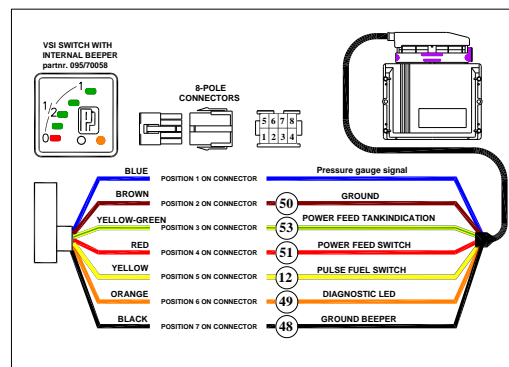 VSI SWITCH WITH
INTERNAL BEEPER
partnr. 095/70058
1
1/2
0
8-POLE
CONNECTORS
5 6 7 8
1 2 3 4
BLUE POSITION 1 ON CONNECTOR Pressure gauge signal
BROWN POSITION 2 ON CONNECTOR 50 GROUND
YELLOW-GREEN POSITION 3 ON CONNECTOR 53 POWER FEED TANKINDICATION
RED POSITION 4 ON CONNECTOR 51 POWER FEED SWITCH
YELLOW POSITION 5 ON CONNECTOR 12 PULSE FUEL SWITCH
ORANGE POSITION 6 ON CONNECTOR 49 DIAGNOSTIC LED
BLACK POSITION 7 ON CONNECTOR 48 GROUND BEEPER